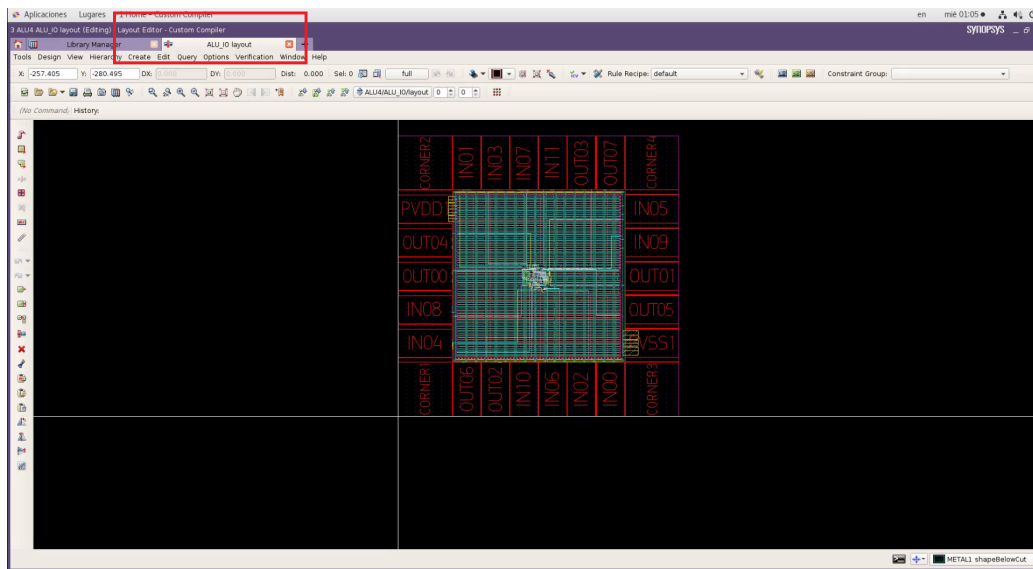 Aplicaciones Lugares 1 Home - Custom Compiler en mié 01:05
3 ALU4 ALU_IO layout (Editing) Layout Editor - Custom Compiler SYNOPSYS
Library Manager ALU_IO layout
Tools Design View Hierarchy Create Edit Query Options Verification Window Help
X: -257.405 Y: -280.495 DX: 0.000 DY: 0.000 Dist: 0.000 Sel: 0 full Rule Recipe: default Constraint Group:
ALU4/ALU_IO/layout 0 0
(No Command) History:
CORNER2 IN01 IN03 IN07 IN11 OUT03 OUT07 CORNER4
PVDD1 IN05
OUT04 IN09
OUT00 OUT01
IN08 OUT05
IN04 VSS1
CORNER1 OUT06 OUT02 IN10 IN06 IN02 IN00 CORNER3
METAL1 shapeBelowCut